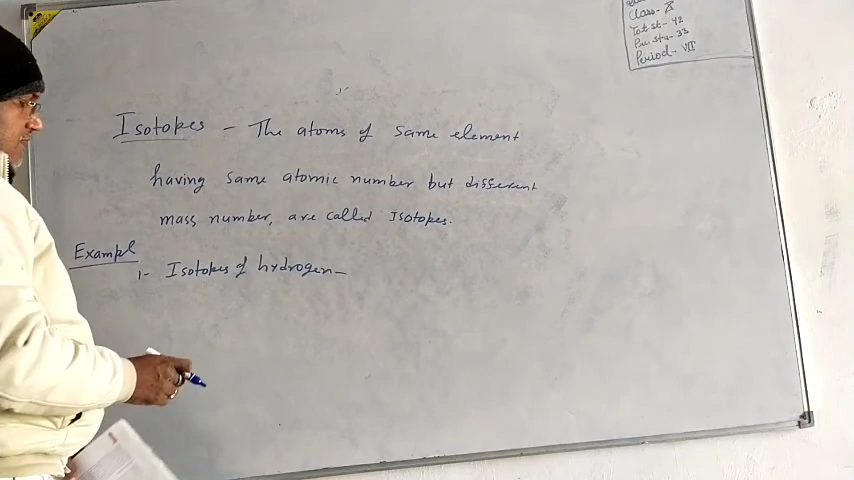 Class- X
Tot st- 42
Pre stu- 33
Period- VII
Isotopes - The atoms of same element
having same atomic number but different
mass number, are called Isotopes.
Exampl
1- Isotopes of hydrogen-